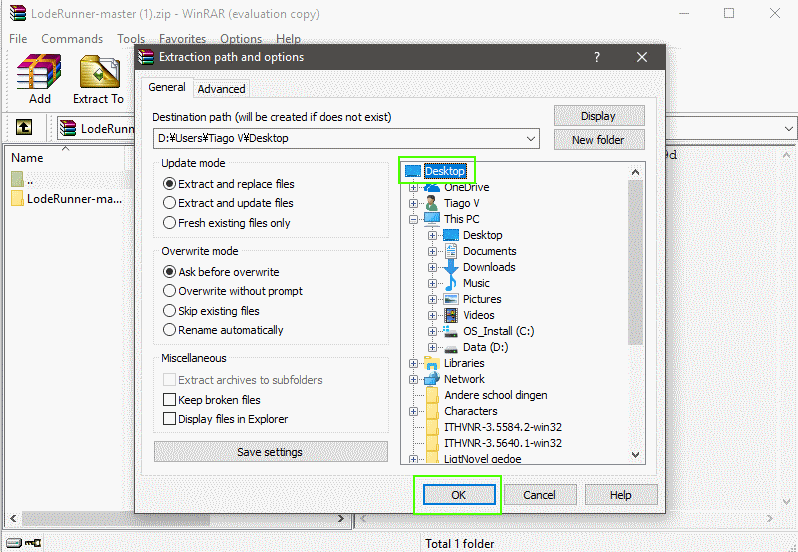 LodeRunner-master (1).zip - WinRAR (evaluation copy)
File Commands Tools Favorites Options Help
Add Extract To
LodeRunn
Name
..
LodeRunner-ma...
Extraction path and options
?
General Advanced
Destination path (will be created if does not exist)
D:¥Users¥Tiago V¥Desktop
Display
New folder
Update mode
Extract and replace files
Extract and update files
Fresh existing files only
Overwrite mode
Ask before overwrite
Overwrite without prompt
Skip existing files
Rename automatically
Miscellaneous
Extract archives to subfolders
Keep broken files
Display files in Explorer
Save settings
Desktop
OneDrive
Tiago V
This PC
Desktop
Documents
Downloads
Music
Pictures
Videos
OS_Install (C:)
Data (D:)
Libraries
Network
Andere school dingen
Characters
ITHVNR-3.5584.2-win32
ITHVNR-3.5640.1-win32
LigtNovel gedoe
OK Cancel Help
9d
Total 1 folder